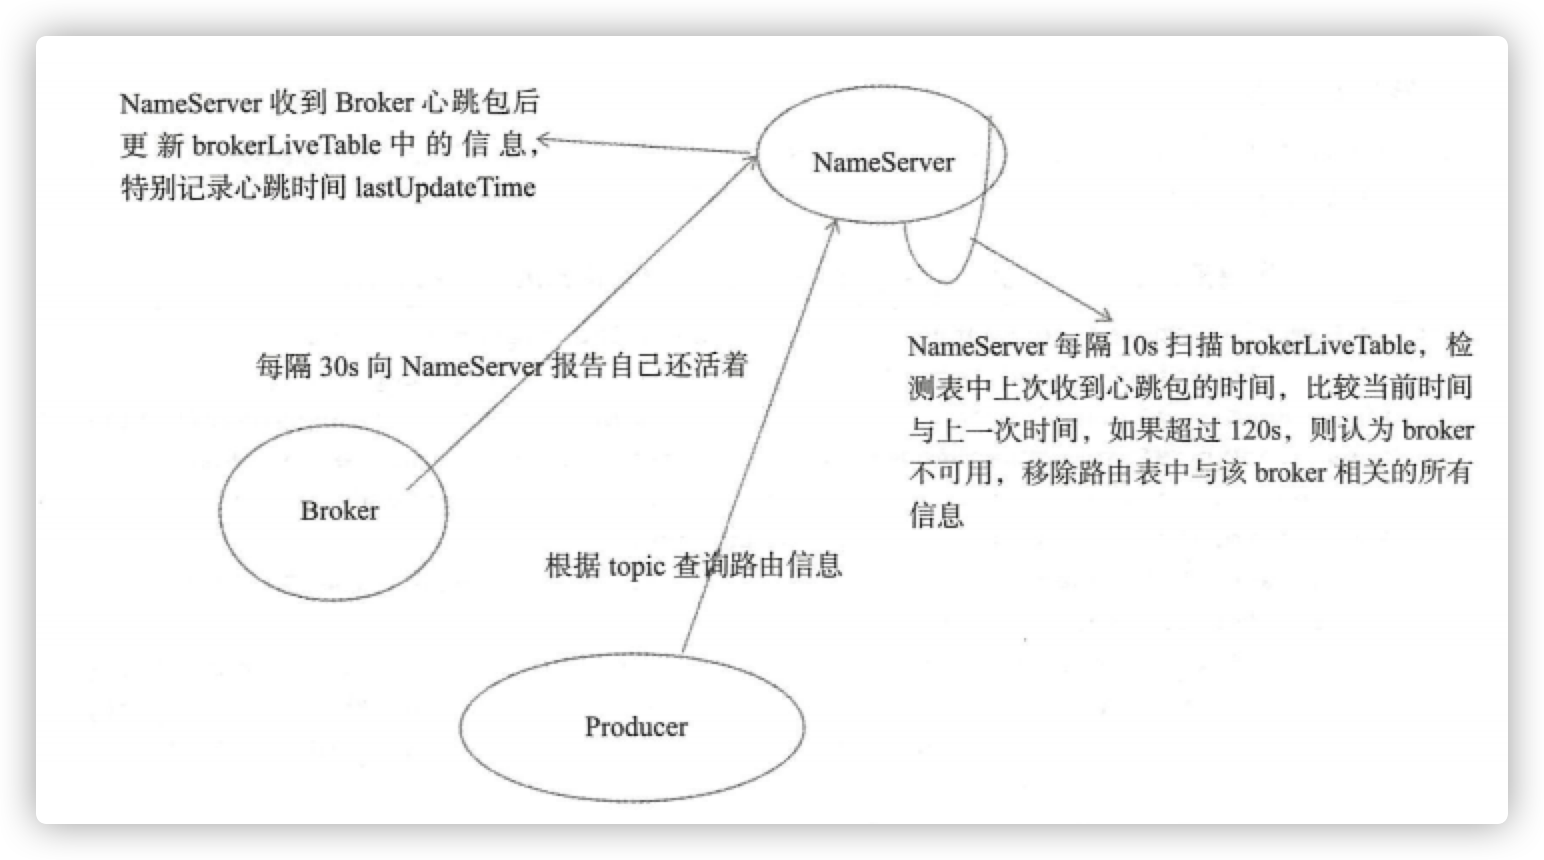 NameServer 收到 Broker 心跳包后
更新 brokerLiveTable 中的信息,
特别记录心跳时间 lastUpdateTime
NameServer
每隔 30s 向 NameServer 报告自己还活着
NameServer 每隔 10s 扫描 brokerLiveTable，检
测表中上次收到心跳包的时间，比较当前时间
与上一次时间，如果超过 120s，则认为 broker
不可用，移除路由表中与该 broker 相关的所有
信息
Broker
根据 topic 查询路由信息
Producer